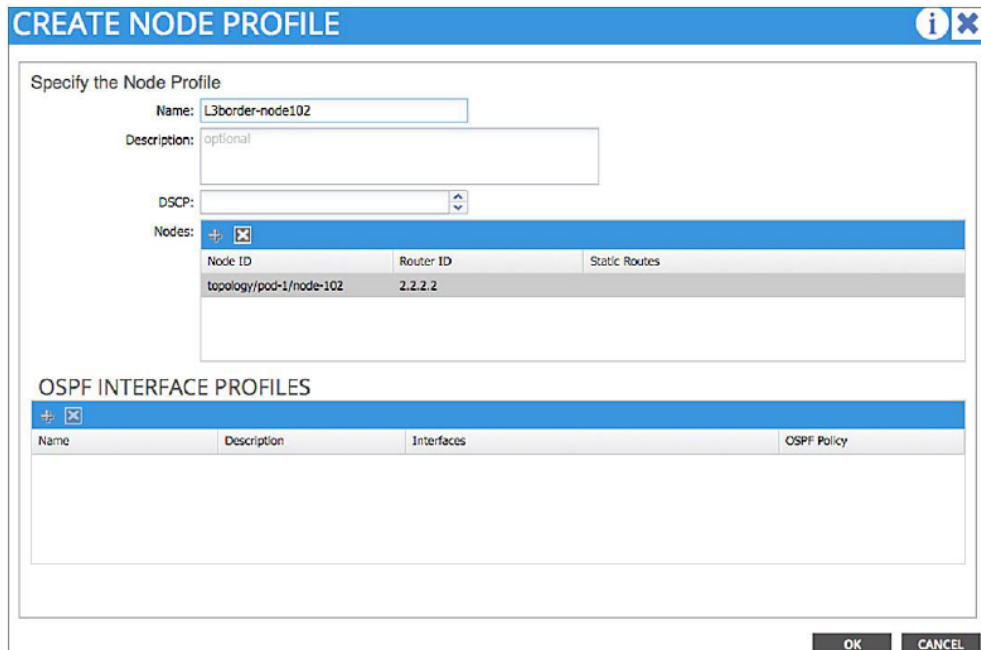 CREATE NODE PROFILE
Specify the Node Profile
Name: L3border-node102
Description: optional
DSCP:
Nodes:
Node ID Router ID Static Routes
topology/pod-1/node-102 2.2.2.2
OSPF INTERFACE PROFILES
Name Description Interfaces OSPF Policy
OK CANCEL